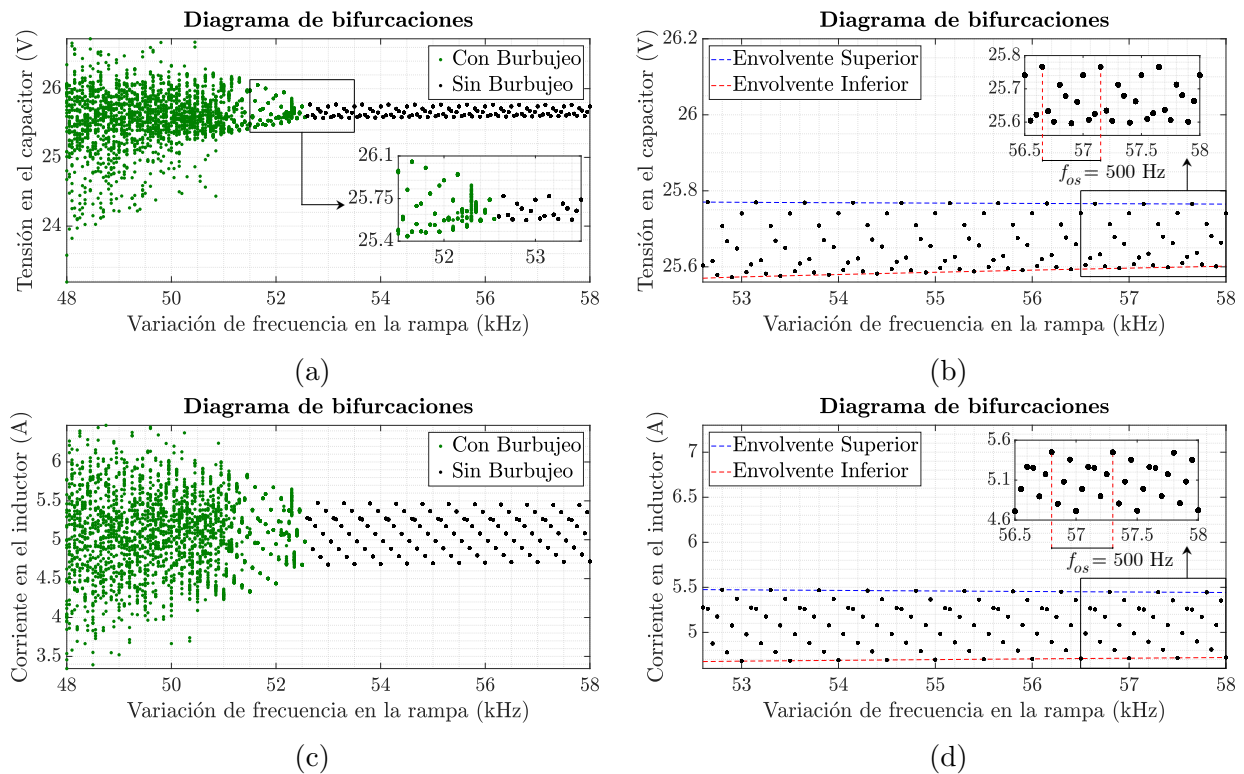 Diagrama de bifurcaciones
Tensión en el capacitor (V)
26
25
24
Con Burbujeo
Sin Burbujeo
26.1
25.75
25.4
52 53
48 50 52 54 56 58
Variación de frecuencia en la rampa (kHz)
(a)
Diagrama de bifurcaciones
Tensión en el capacitor (V)
26.2
26
25.8
25.6
Envolvente Superior
Envolvente Inferior
25.8
25.7
25.6
56.5 57 57.5 58
fos = 500 Hz
53 54 55 56 57 58
Variación de frecuencia en la rampa (kHz)
(b)
Diagrama de bifurcaciones
Corriente en el inductor (A)
6
5.5
5
4.5
4
3.5
Con Burbujeo
Sin Burbujeo
48 50 52 54 56 58
Variación de frecuencia en la rampa (kHz)
(c)
Diagrama de bifurcaciones
Corriente en el inductor (A)
7
6.5
6
5.5
5
Envolvente Superior
Envolvente Inferior
5.6
5.1
4.6
56.5 57 57.5 58
fos = 500 Hz
53 54 55 56 57 58
Variación de frecuencia en la rampa (kHz)
(d)